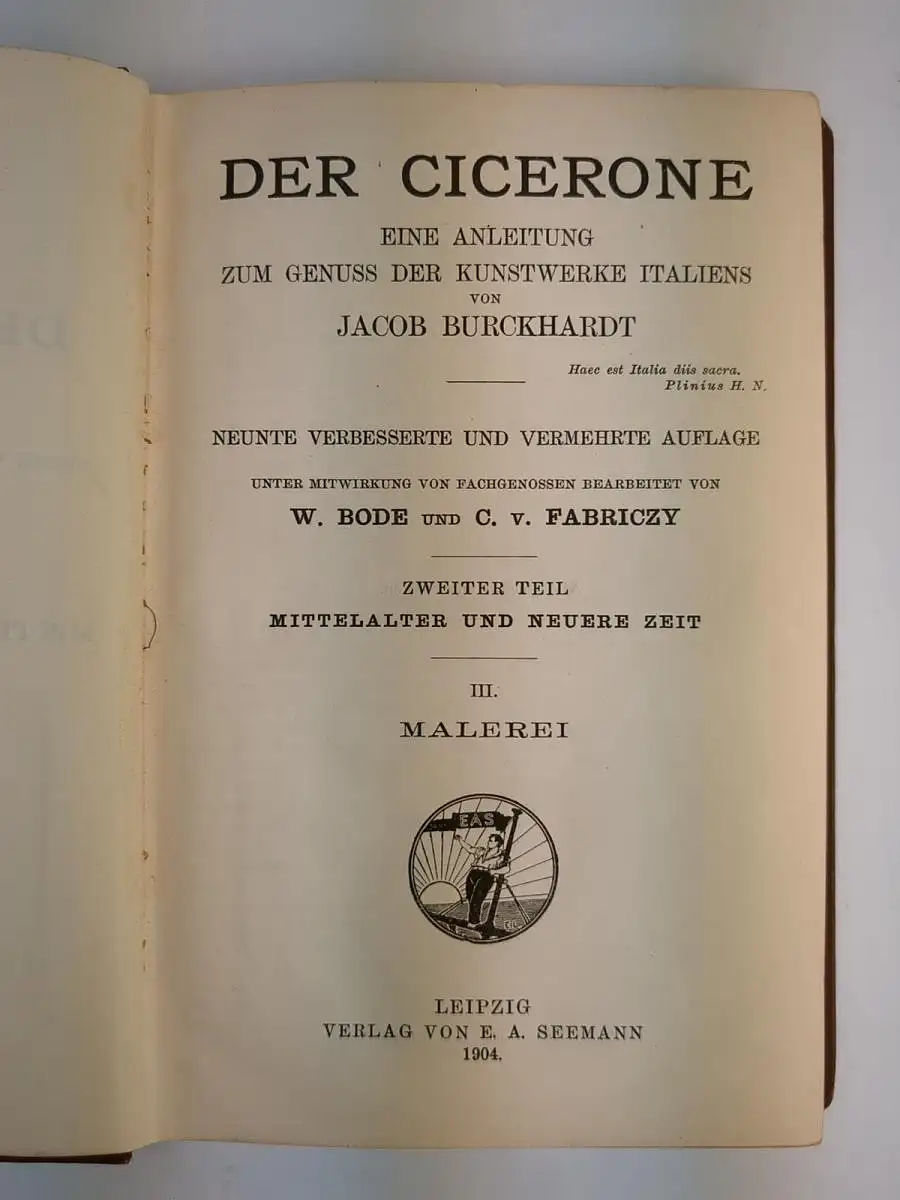 DER CICERONE
EINE ANLEITUNG
ZUM GENUSS DER KUNSTWERKE ITALIENS
VON
JACOB BURCKHARDT
Haec est Italia diis sacra.
Plinius H. N.
NEUNTE VERBESSERTE UND VERMEHRTE AUFLAGE
UNTER MITWIRKUNG VON FACHGENOSSEN BEARBEITET VON
W. BODE UND C. v. FABRICZY
ZWEITER TEIL
MITTELALTER UND NEUERE ZEIT
III.
MALEREI
EAS
LEIPZIG
VERLAG VON E. A. SEEMANN
1904.